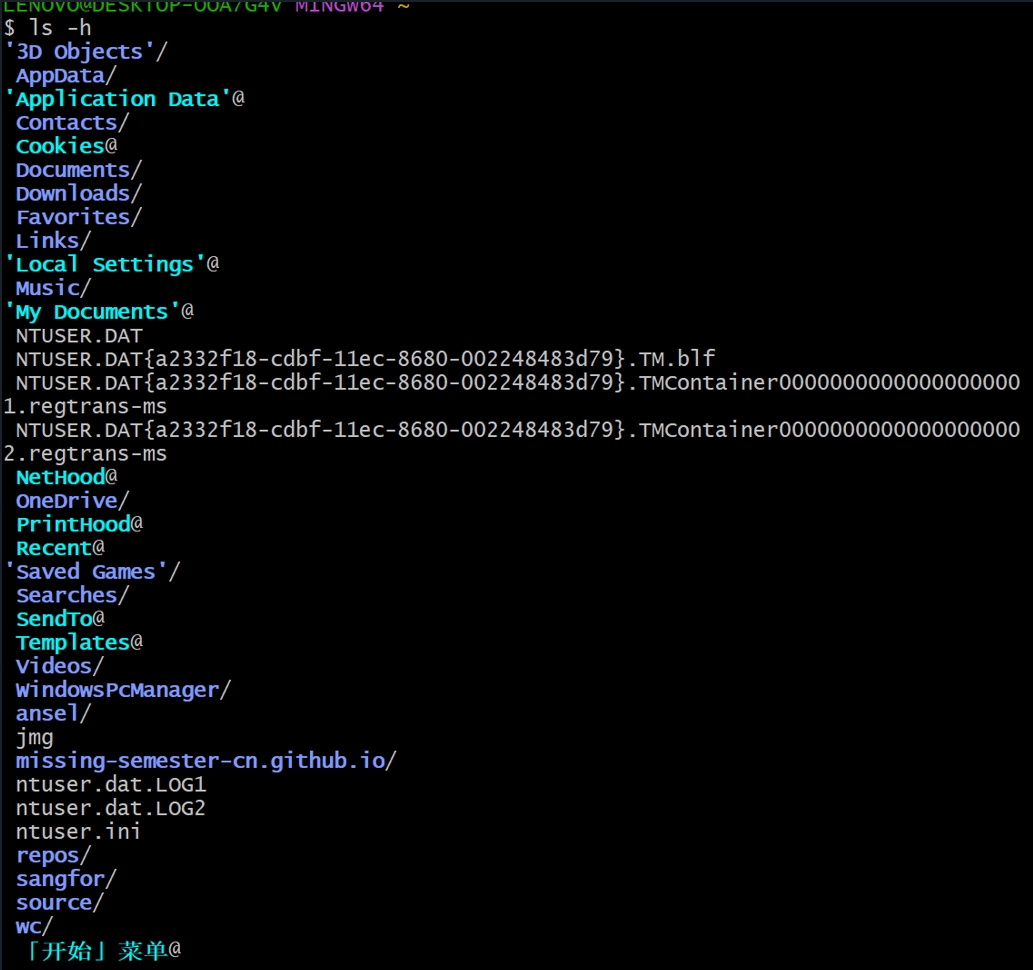 LENOVO@DESKTOP-OOA7G4V MINGW64 ~
$ ls -h
'3D Objects'/
AppData/
'Application Data'@
Contacts/
Cookies@
Documents/
Downloads/
Favorites/
Links/
'Local Settings'@
Music/
'My Documents'@
NTUSER.DAT
NTUSER.DAT{a2332f18-cdbf-11ec-8680-002248483d79}.TM.blf
NTUSER.DAT{a2332f18-cdbf-11ec-8680-002248483d79}.TMContainer0000000000000000000
1.regtrans-ms
NTUSER.DAT{a2332f18-cdbf-11ec-8680-002248483d79}.TMContainer0000000000000000000
2.regtrans-ms
NetHood@
OneDrive/
PrintHood@
Recent@
'Saved Games'/
Searches/
SendTo@
Templates@
Videos/
WindowsPcManager/
ansel/
jmg
missing-semester-cn.github.io/
ntuser.dat.LOG1
ntuser.dat.LOG2
ntuser.ini
repos/
sangfor/
source/
wc/
「开始」菜单@